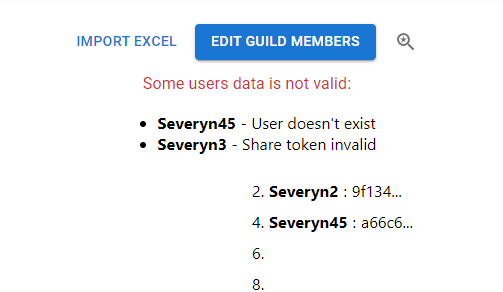 IMPORT EXCEL EDIT GUILD MEMBERS
Some users data is not valid:
• Severyn45 - User doesn't exist
• Severyn3 - Share token invalid
2. Severyn2 : 9f134...
4. Severyn45 : a66c6...
6.
8.